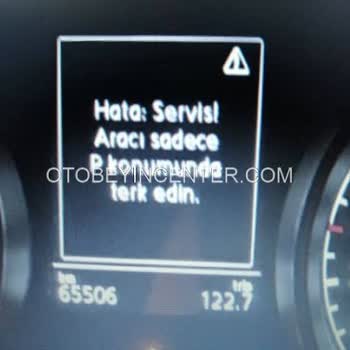 Hata: Servis!
Aracı sadece
P konumunda
terk edin.
OTOBEYINCENTER.COM
km
trip
65506
122.7